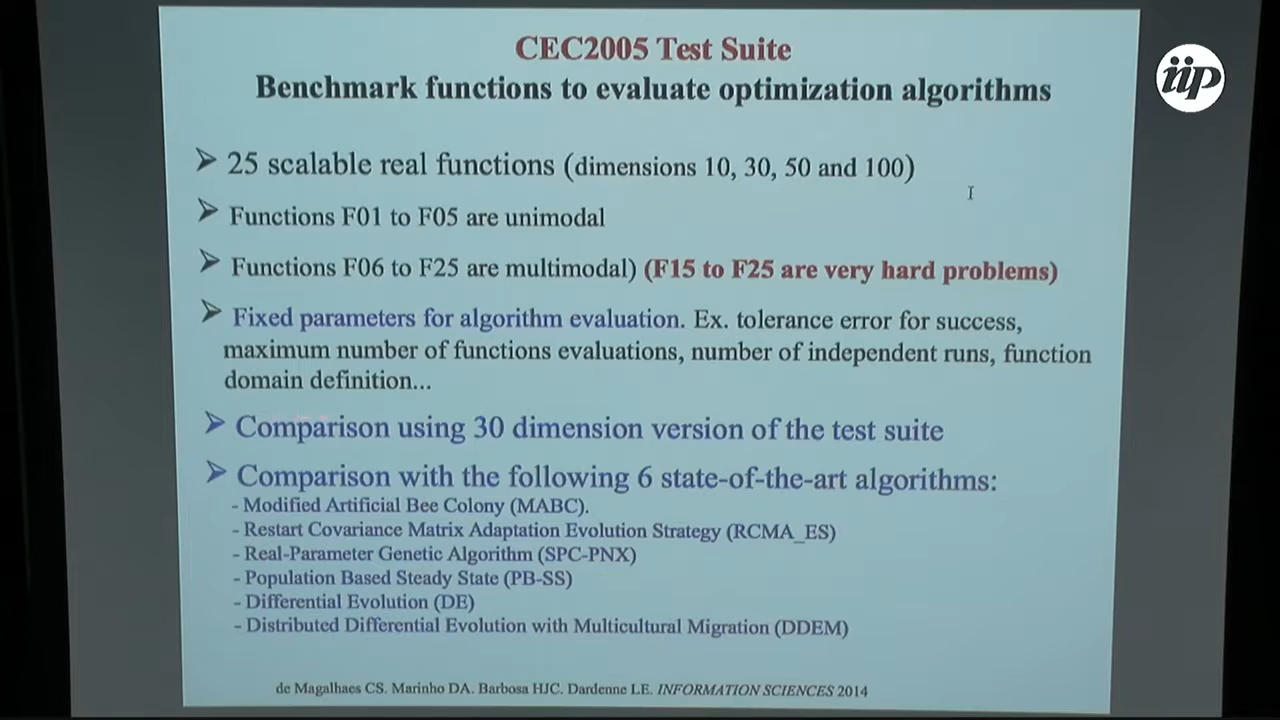 CEC2005 Test Suite
iip
Benchmark functions to evaluate optimization algorithms
25 scalable real functions (dimensions 10, 30, 50 and 100)
Functions F01 to F05 are unimodal
Functions F06 to F25 are multimodal) (F15 to F25 are very hard problems)
Fixed parameters for algorithm evaluation. Ex. tolerance error for success,
maximum number of functions evaluations, number of independent runs, function
domain definition...
Comparison using 30 dimension version of the test suite
Comparison with the following 6 state-of-the-art algorithms:
- Modified Artificial Bee Colony (MABC).
- Restart Covariance Matrix Adaptation Evolution Strategy (RCMA_ES)
- Real-Parameter Genetic Algorithm (SPC-PNX)
- Population Based Steady State (PB-SS)
- Differential Evolution (DE)
- Distributed Differential Evolution with Multicultural Migration (DDEM)
de Magalhaes CS. Marinho DA. Barbosa HJC. Dardenne LE. INFORMATION SCIENCES 2014